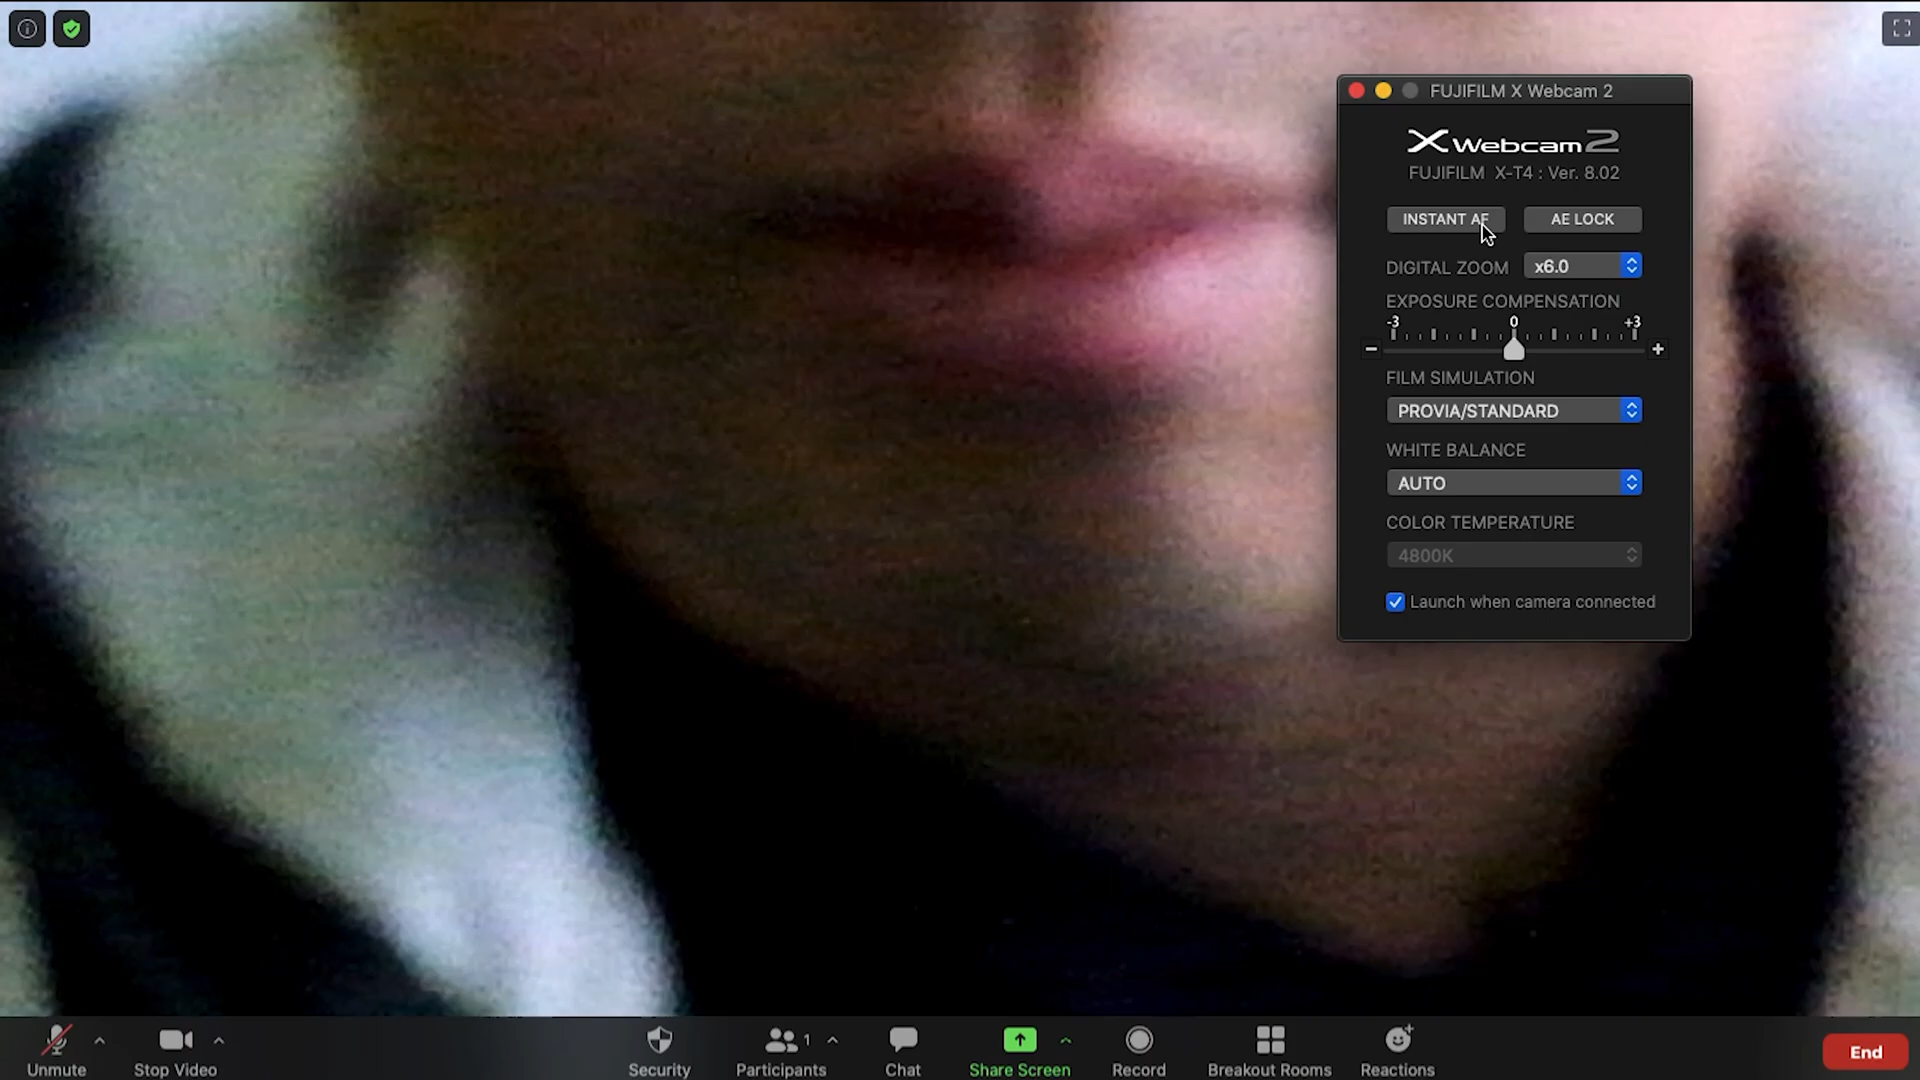 FUJIFILM X Webcam 2
X Webcam 2
FUJIFILM X-T4 : Ver. 8.02
INSTANT AF
AE LOCK
DIGITAL ZOOM
x6.0
EXPOSURE COMPENSATION
-3 0 +3
− +
FILM SIMULATION
PROVIA/STANDARD
WHITE BALANCE
AUTO
COLOR TEMPERATURE
4800K
Launch when camera connected
Unmute
Stop Video
Security
1
Participants
Chat
Share Screen
Record
Breakout Rooms
Reactions
End